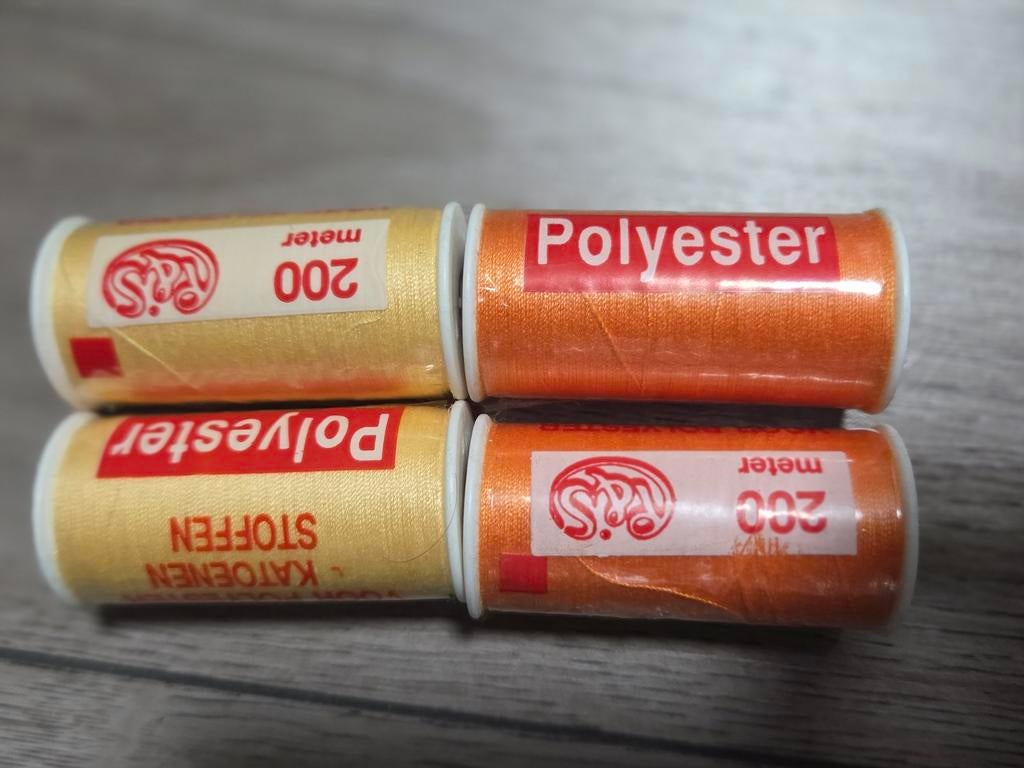 200
meter
Polyester
KATOENEN
STOFFEN
Polyester
200
meter